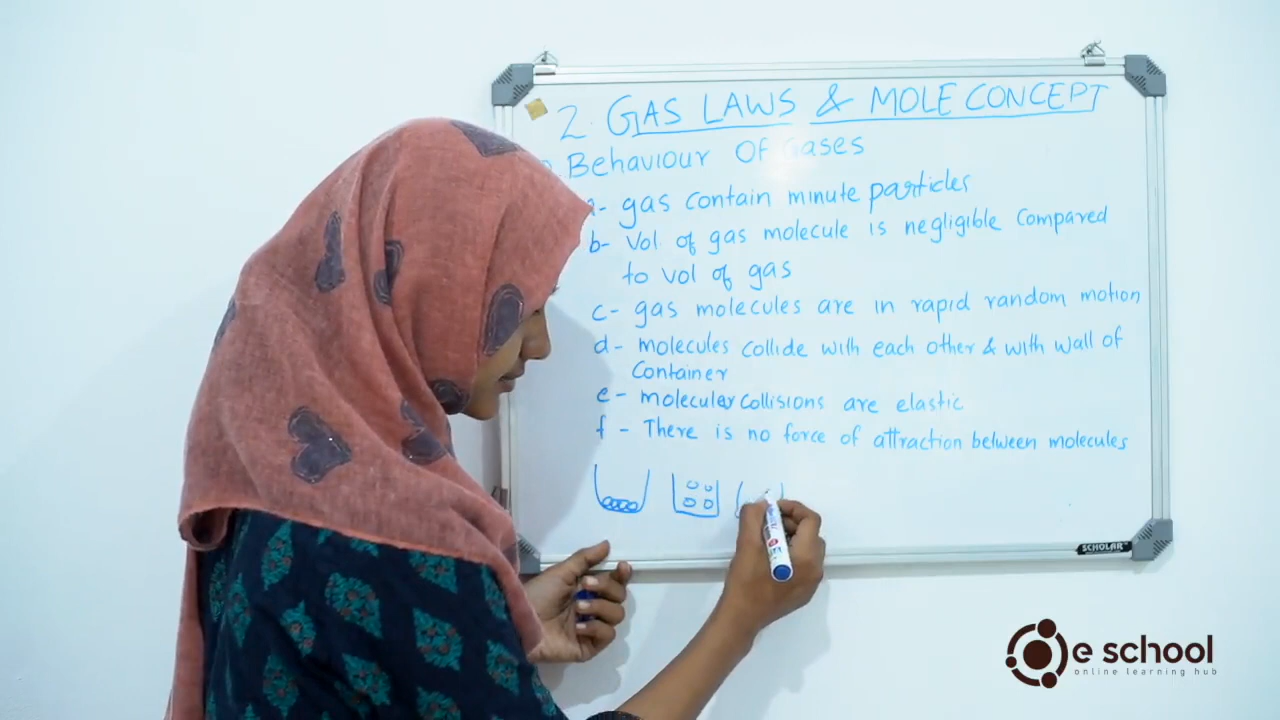 2. GAS LAWS & MOLE CONCEPT
Behaviour Of Gases
a- gas contain minute particles
b- Vol. of gas molecule is negligible Compared
to vol of gas
c- gas molecules are in rapid random motion
d- molecules collide with each other & with wall of
Container
e- molecular collisions are elastic
f - There is no force of attraction between molecules
SCHOLAR
e school
online learning hub